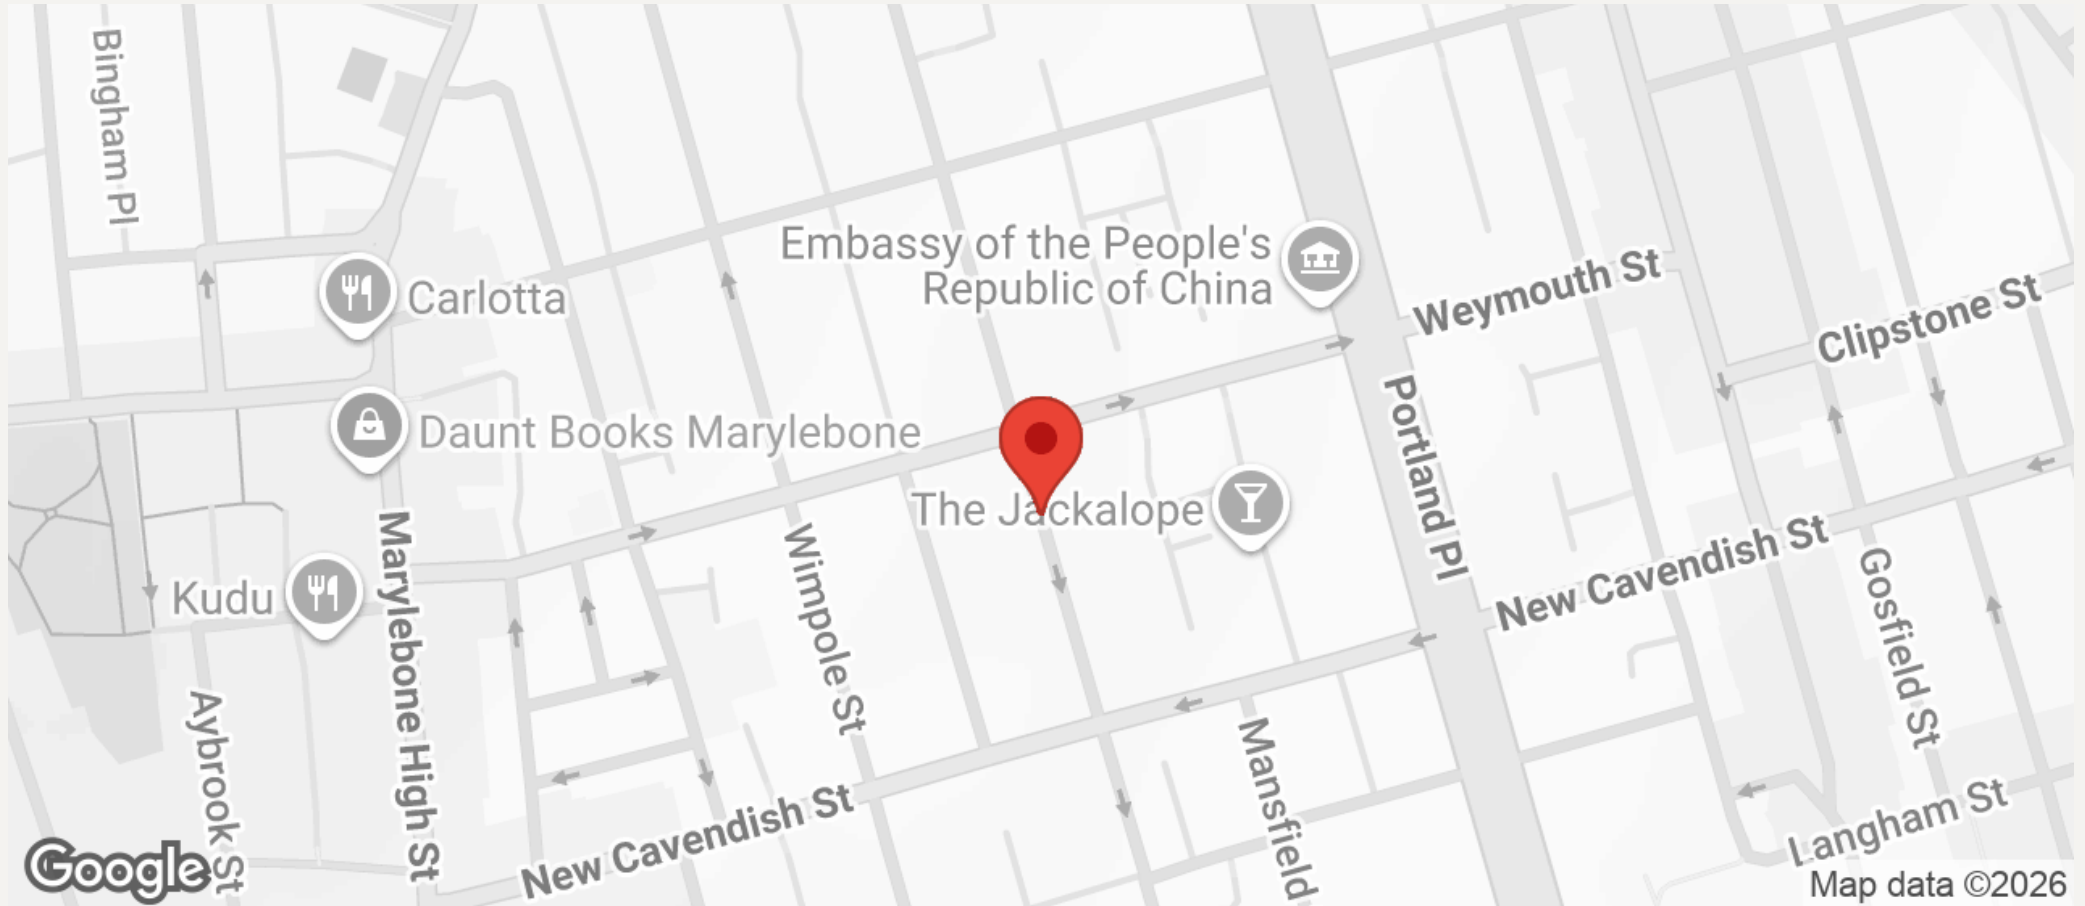 Bingham Pl
Embassy of the People's
Republic of China
Carlotta
Weymouth St
Clipstone St
Daunt Books Marylebone
Portland Pl
The Jackalope
Marylebone High St
Wimpole St
New Cavendish St
Kudu
Gosfield St
Aybrook St
Mansfield
New Cavendish St
Langham St
Google
Map data ©2026